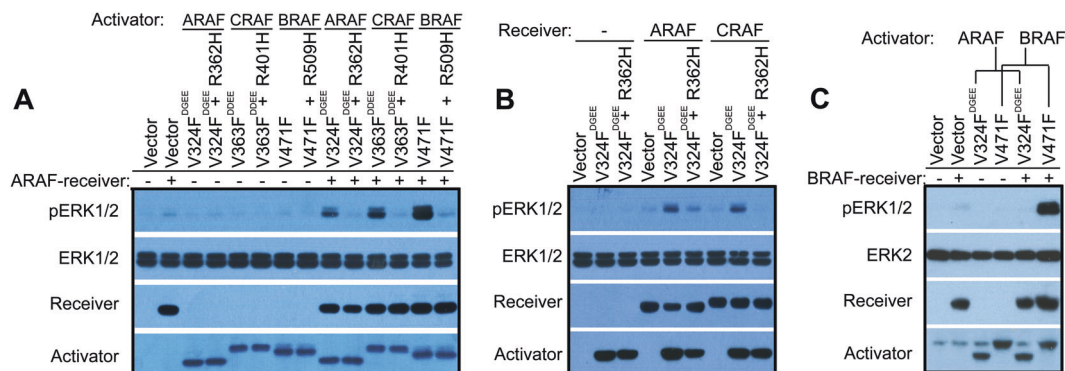 A
Activator: ARAF CRAF BRAF ARAF CRAF BRAF
Vector
Vector
V324F DGEE
V324F DGEE + R362H
V363F DDEE
V363F DDEE + R401H
V471F
V471F + R509H
V324F DGEE
V324F DGEE + R362H
V363F DDEE
V363F DDEE + R401H
V471F
V471F + R509H
ARAF-receiver: - + - - - - - - + + + + + +
pERK1/2
ERK1/2
Receiver
Activator
B
Receiver: - ARAF CRAF
Vector
V324F DGEE
V324F DGEE + R362H
Vector
V324F DGEE
V324F DGEE + R362H
Vector
V324F DGEE
V324F DGEE + R362H
pERK1/2
ERK1/2
Receiver
Activator
C
Activator: ARAF BRAF
Vector
Vector
V324F DGEE
V471F
V324F DGEE
V471F
BRAF-receiver: - + - - + +
pERK1/2
ERK2
Receiver
Activator